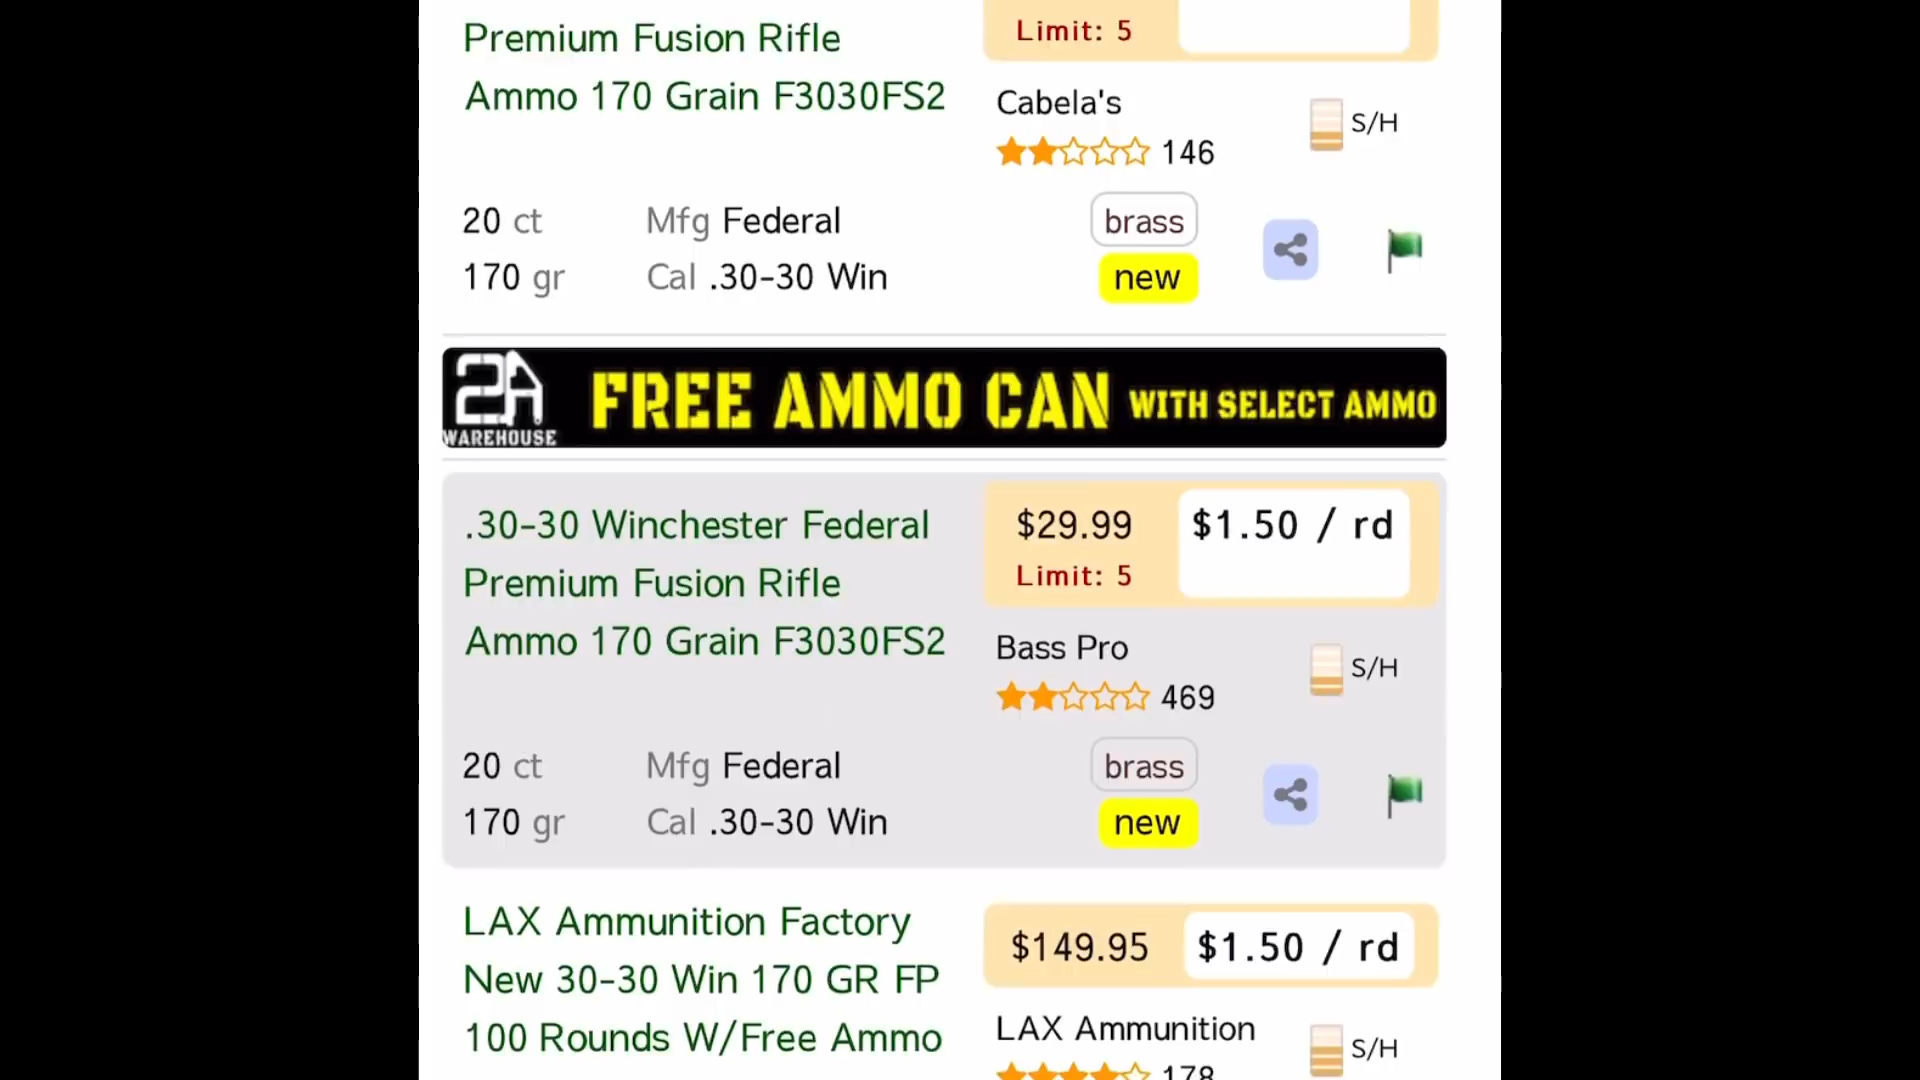 Premium Fusion Rifle
Ammo 170 Grain F3030FS2
Limit: 5
Cabela's
146
S/H
20 ct
Mfg Federal
brass
170 gr
Cal .30-30 Win
new
2A
WAREHOUSE
FREE AMMO CAN WITH SELECT AMMO
.30-30 Winchester Federal
Premium Fusion Rifle
Ammo 170 Grain F3030FS2
$29.99
$1.50 / rd
Limit: 5
Bass Pro
469
S/H
20 ct
Mfg Federal
brass
170 gr
Cal .30-30 Win
new
LAX Ammunition Factory
New 30-30 Win 170 GR FP
100 Rounds W/Free Ammo
$149.95
$1.50 / rd
LAX Ammunition
178
S/H